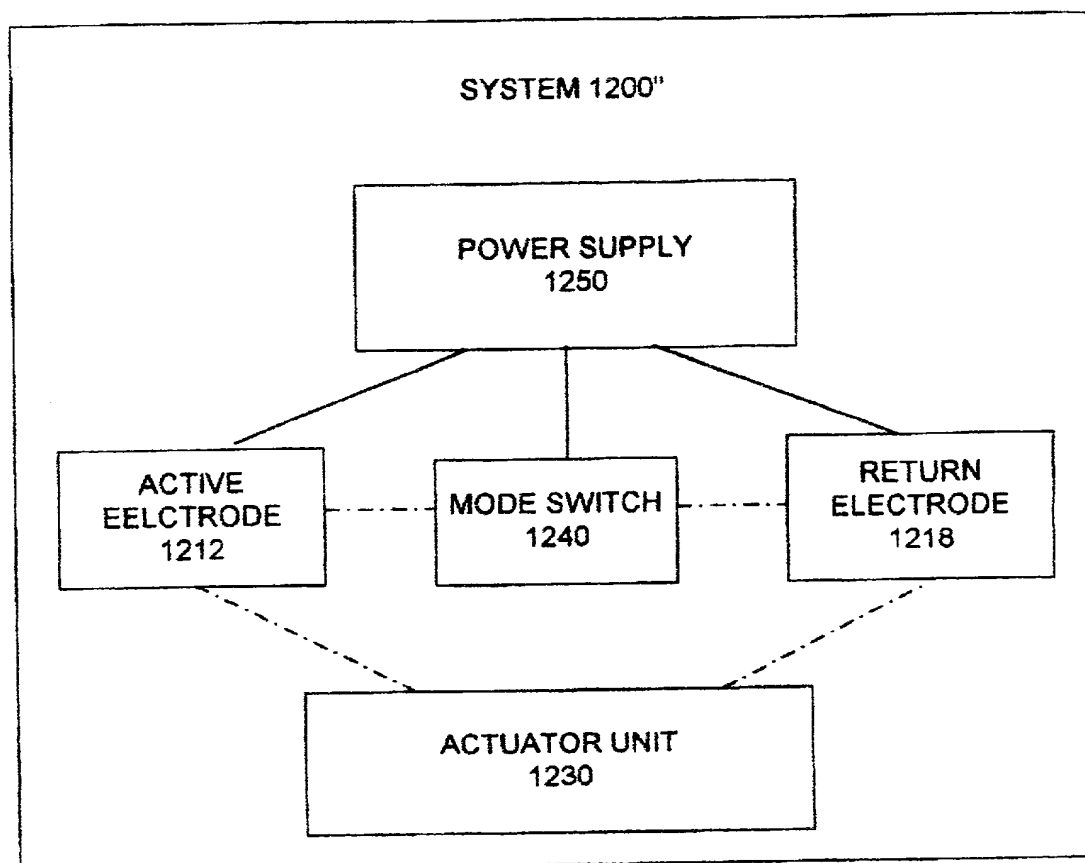 SYSTEM 1200"
POWER SUPPLY
1250
ACTIVE
EELCTRODE
1212
MODE SWITCH
1240
RETURN
ELECTRODE
1218
ACTUATOR UNIT
1230